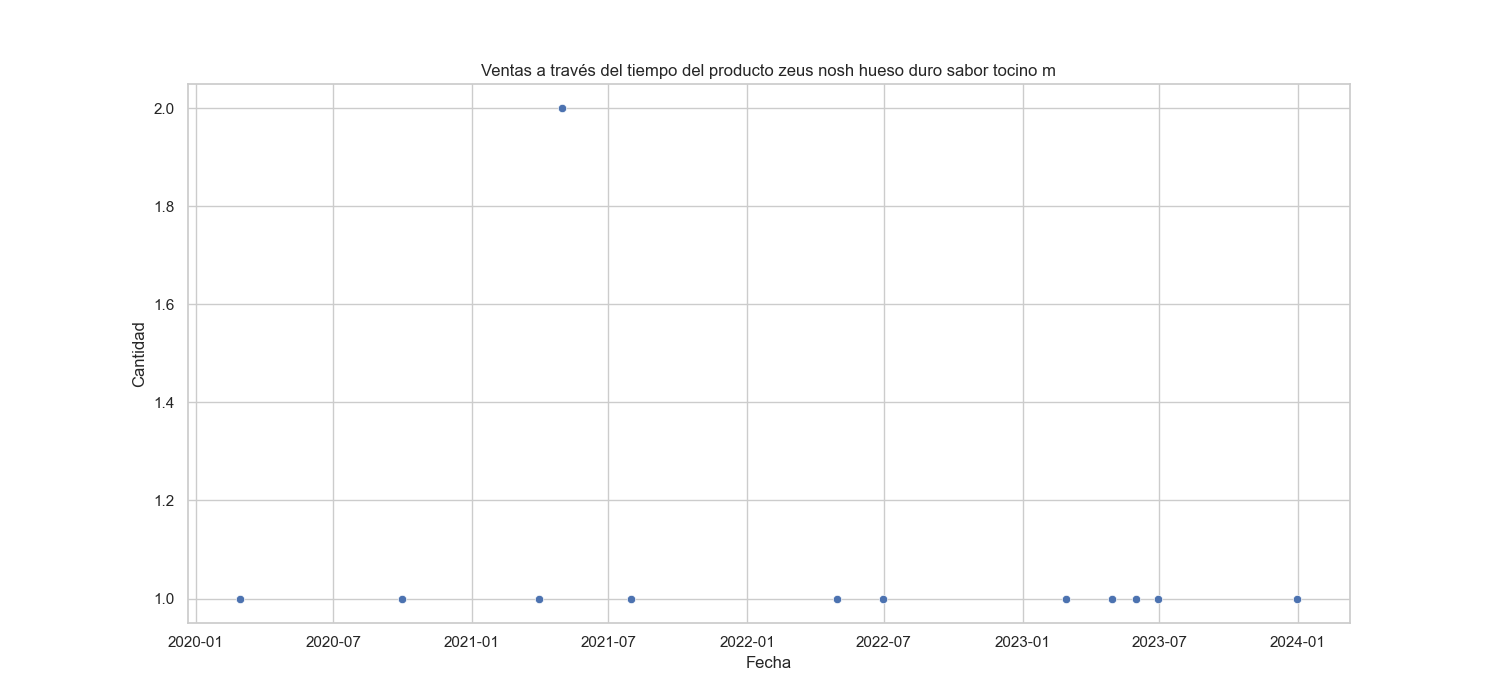 Ventas a través del tiempo del producto zeus nosh hueso duro sabor tocino m
2.0
1.8
1.6
1.4
1.2
1.0
Cantidad
2020-01 2020-07 2021-01 2021-07 2022-01 2022-07 2023-01 2023-07 2024-01
Fecha